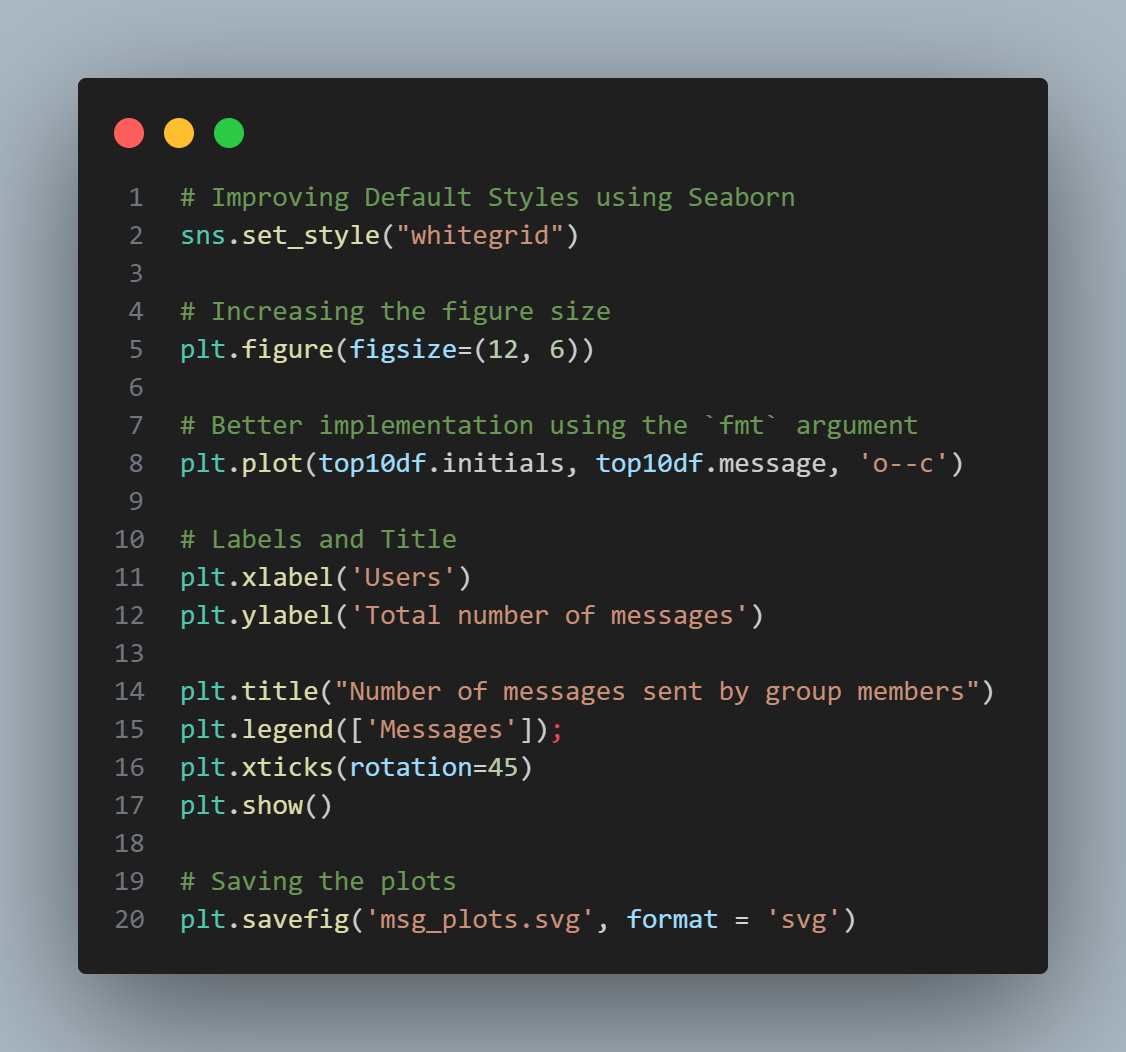 1 # Improving Default Styles using Seaborn
2 sns.set_style("whitegrid")
3
4 # Increasing the figure size
5 plt.figure(figsize=(12, 6))
6
7 # Better implementation using the `fmt` argument
8 plt.plot(top10df.initials, top10df.message, 'o--c')
9
10 # Labels and Title
11 plt.xlabel('Users')
12 plt.ylabel('Total number of messages')
13
14 plt.title("Number of messages sent by group members")
15 plt.legend(['Messages']);
16 plt.xticks(rotation=45)
17 plt.show()
18
19 # Saving the plots
20 plt.savefig('msg_plots.svg', format = 'svg')